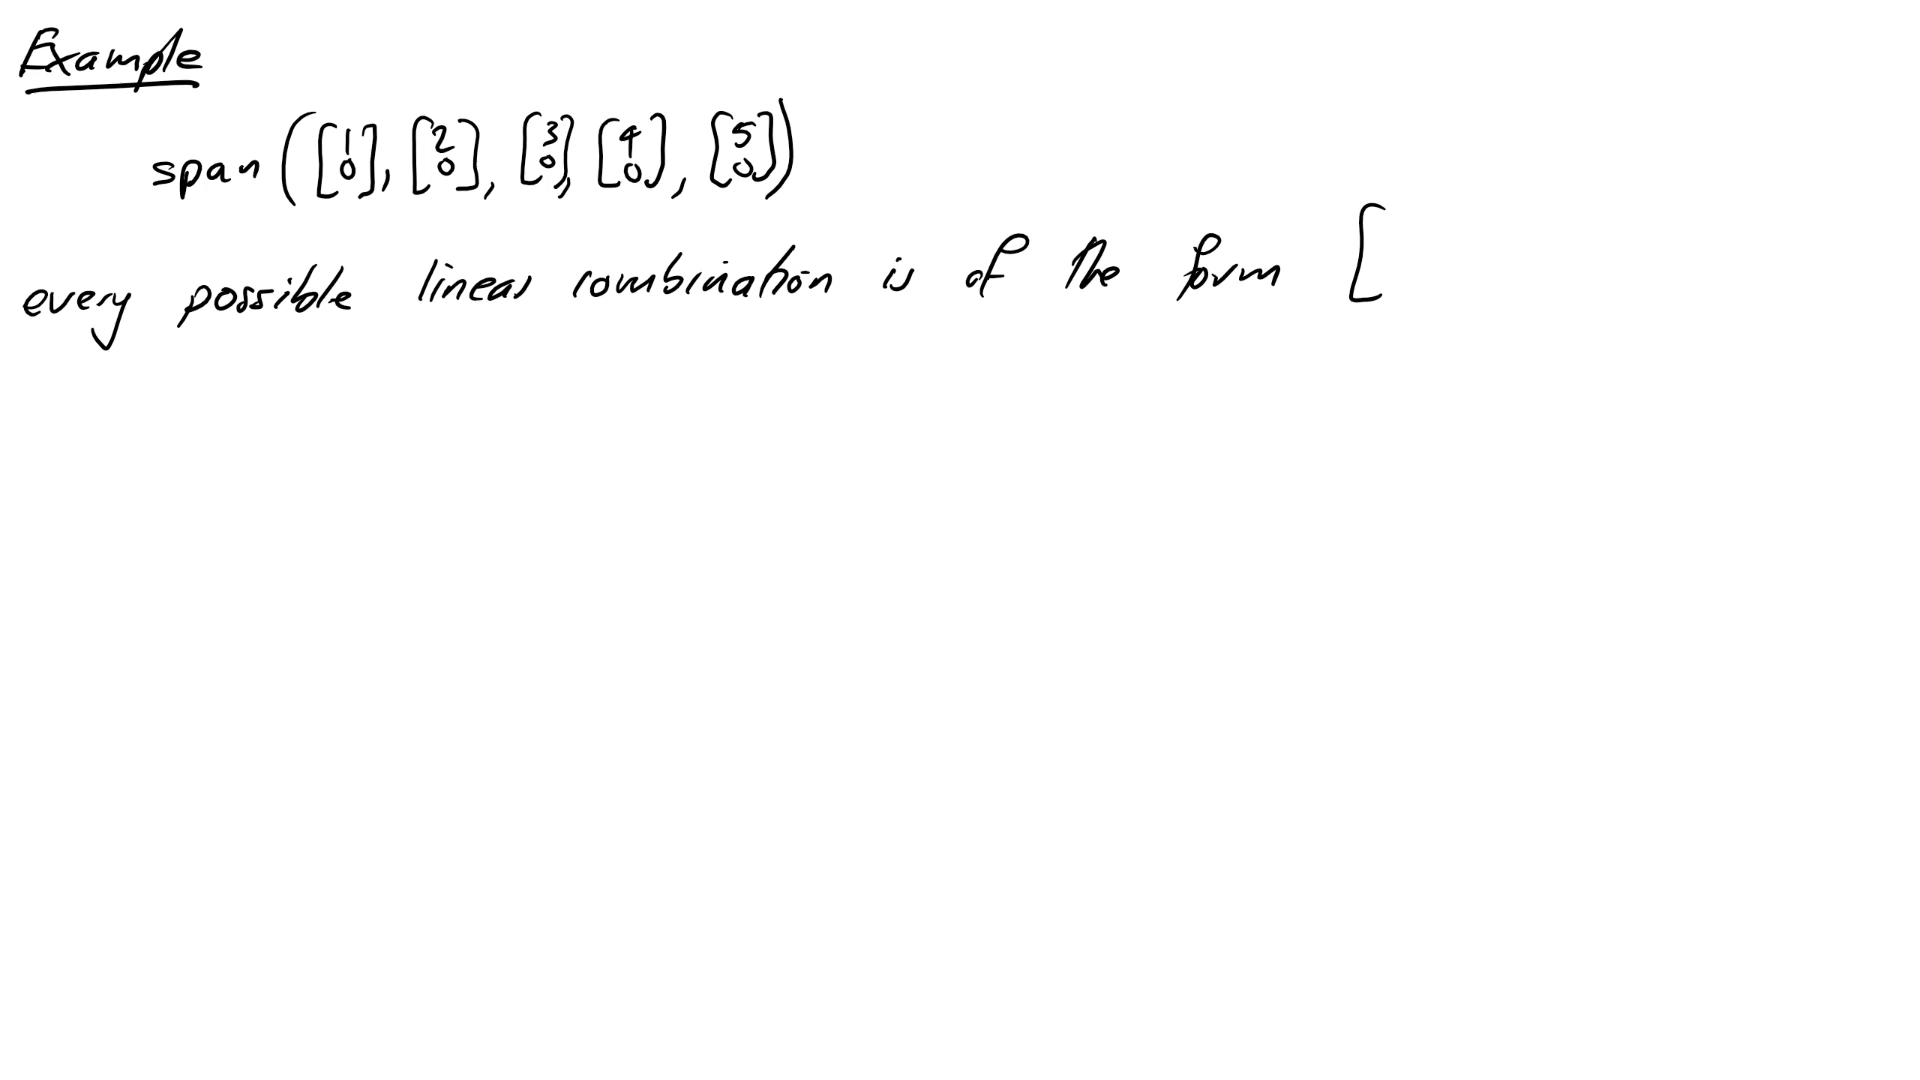 Example
span([1 0], [2 0], [3 0], [4 0], [5 0])
every possible linear combination is of the form [